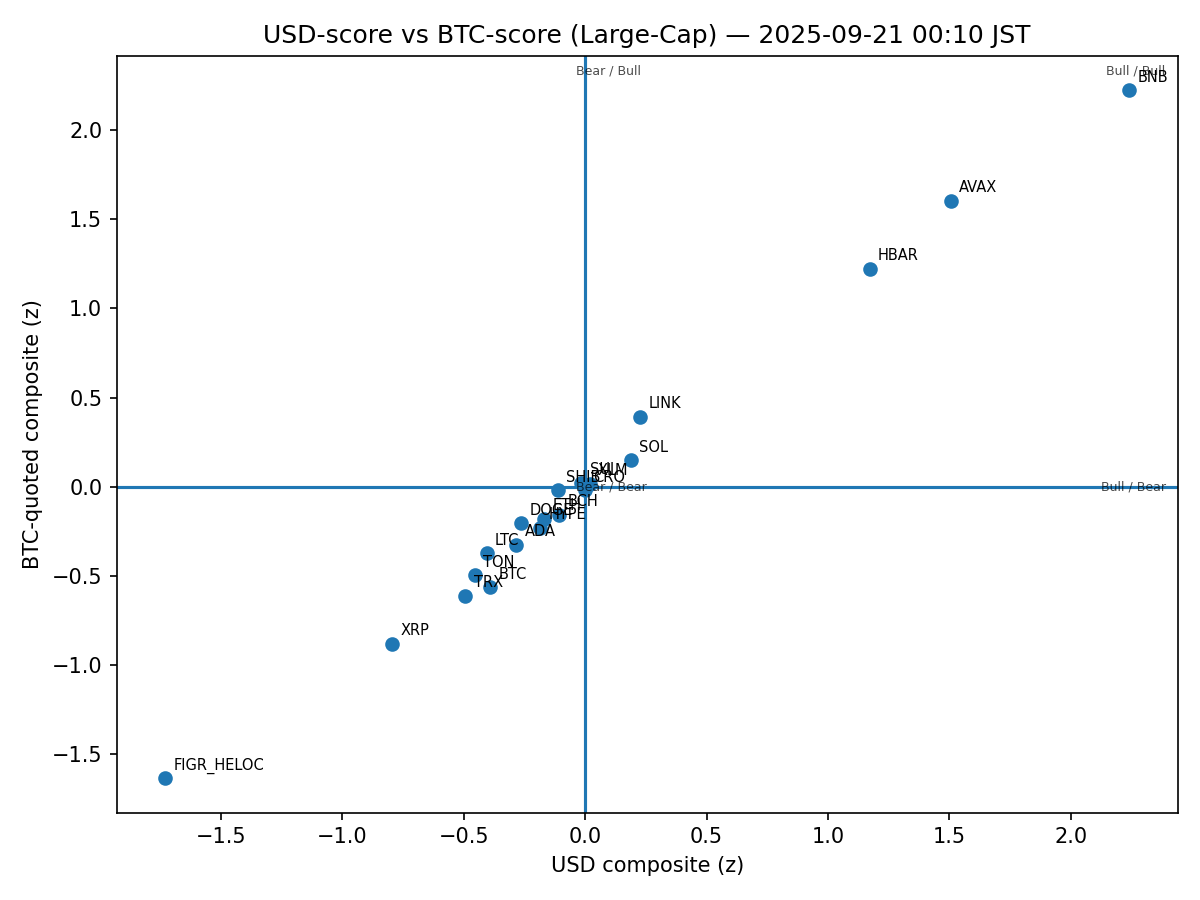 USD-score vs BTC-score (Large-Cap) — 2025-09-21 00:10 JST
Bear / Bull
Bull / Bull
BNB
AVAX
HBAR
LINK
SOL
SUI
XLM
SHIB
CRO
Bear / Bear
Bull / Bear
BCH
ETH
DOGE
HYPE
ADA
LTC
TON
BTC
TRX
XRP
FIGR_HELOC
2.0
1.5
1.0
0.5
0.0
−0.5
−1.0
−1.5
BTC-quoted composite (z)
−1.5
−1.0
−0.5
0.0
0.5
1.0
1.5
2.0
USD composite (z)